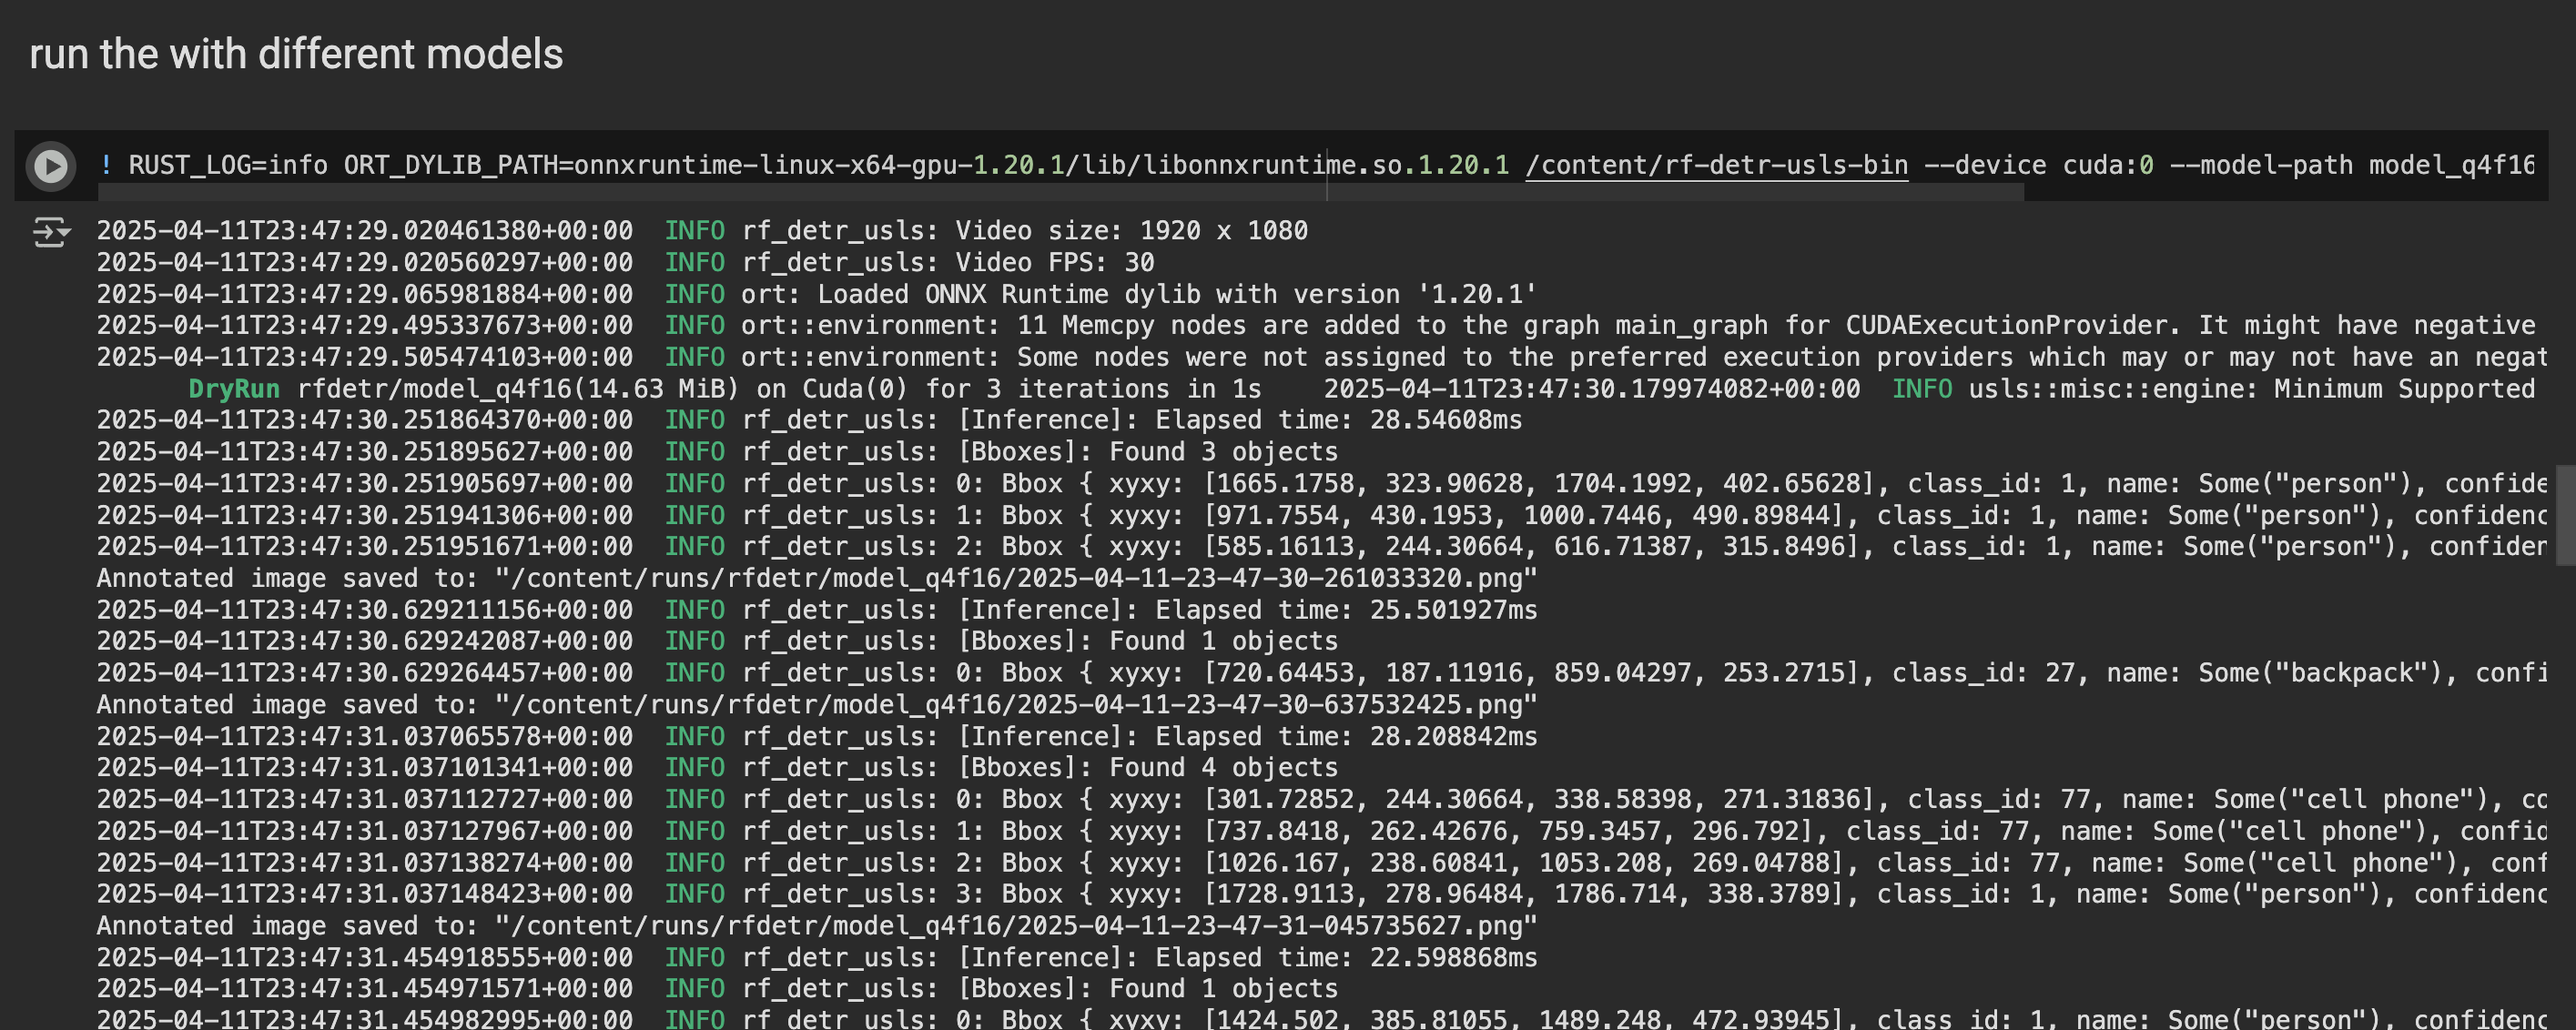 run the with different models
! RUST_LOG=info ORT_DYLIB_PATH=onnxruntime-linux-x64-gpu-1.20.1/lib/libonnxruntime.so.1.20.1 /content/rf-detr-usls-bin --device cuda:0 --model-path model_q4f16
2025-04-11T23:47:29.020461380+00:00 INFO rf_detr_usls: Video size: 1920 x 1080
2025-04-11T23:47:29.020560297+00:00 INFO rf_detr_usls: Video FPS: 30
2025-04-11T23:47:29.065981884+00:00 INFO ort: Loaded ONNX Runtime dylib with version '1.20.1'
2025-04-11T23:47:29.495337673+00:00 INFO ort::environment: 11 Memcpy nodes are added to the graph main_graph for CUDAExecutionProvider. It might have negative
2025-04-11T23:47:29.505474103+00:00 INFO ort::environment: Some nodes were not assigned to the preferred execution providers which may or may not have an negat
DryRun rfdetr/model_q4f16(14.63 MiB) on Cuda(0) for 3 iterations in 1s 2025-04-11T23:47:30.179974082+00:00 INFO usls::misc::engine: Minimum Supported
2025-04-11T23:47:30.251864370+00:00 INFO rf_detr_usls: [Inference]: Elapsed time: 28.54608ms
2025-04-11T23:47:30.251895627+00:00 INFO rf_detr_usls: [Bboxes]: Found 3 objects
2025-04-11T23:47:30.251905697+00:00 INFO rf_detr_usls: 0: Bbox { xyxy: [1665.1758, 323.90628, 1704.1992, 402.65628], class_id: 1, name: Some("person"), confide
2025-04-11T23:47:30.251941306+00:00 INFO rf_detr_usls: 1: Bbox { xyxy: [971.7554, 430.1953, 1000.7446, 490.89844], class_id: 1, name: Some("person"), confidenc
2025-04-11T23:47:30.251951671+00:00 INFO rf_detr_usls: 2: Bbox { xyxy: [585.16113, 244.30664, 616.71387, 315.8496], class_id: 1, name: Some("person"), confiden
Annotated image saved to: "/content/runs/rfdetr/model_q4f16/2025-04-11-23-47-30-261033320.png"
2025-04-11T23:47:30.629211156+00:00 INFO rf_detr_usls: [Inference]: Elapsed time: 25.501927ms
2025-04-11T23:47:30.629242087+00:00 INFO rf_detr_usls: [Bboxes]: Found 1 objects
2025-04-11T23:47:30.629264457+00:00 INFO rf_detr_usls: 0: Bbox { xyxy: [720.64453, 187.11916, 859.04297, 253.2715], class_id: 27, name: Some("backpack"), confi
Annotated image saved to: "/content/runs/rfdetr/model_q4f16/2025-04-11-23-47-30-637532425.png"
2025-04-11T23:47:31.037065578+00:00 INFO rf_detr_usls: [Inference]: Elapsed time: 28.208842ms
2025-04-11T23:47:31.037101341+00:00 INFO rf_detr_usls: [Bboxes]: Found 4 objects
2025-04-11T23:47:31.037112727+00:00 INFO rf_detr_usls: 0: Bbox { xyxy: [301.72852, 244.30664, 338.58398, 271.31836], class_id: 77, name: Some("cell phone"), co
2025-04-11T23:47:31.037127967+00:00 INFO rf_detr_usls: 1: Bbox { xyxy: [737.8418, 262.42676, 759.3457, 296.792], class_id: 77, name: Some("cell phone"), confid
2025-04-11T23:47:31.037138274+00:00 INFO rf_detr_usls: 2: Bbox { xyxy: [1026.167, 238.60841, 1053.208, 269.04788], class_id: 77, name: Some("cell phone"), conf
2025-04-11T23:47:31.037148423+00:00 INFO rf_detr_usls: 3: Bbox { xyxy: [1728.9113, 278.96484, 1786.714, 338.3789], class_id: 1, name: Some("person"), confidenc
Annotated image saved to: "/content/runs/rfdetr/model_q4f16/2025-04-11-23-47-31-045735627.png"
2025-04-11T23:47:31.454918555+00:00 INFO rf_detr_usls: [Inference]: Elapsed time: 22.598868ms
2025-04-11T23:47:31.454971571+00:00 INFO rf_detr_usls: [Bboxes]: Found 1 objects
2025-04-11T23:47:31.454982995+00:00 INFO rf_detr_usls: 0: Bbox { xyxy: [1424.502, 385.81055, 1489.248, 472.93945], class_id: 1, name: Some("person"), confidenc